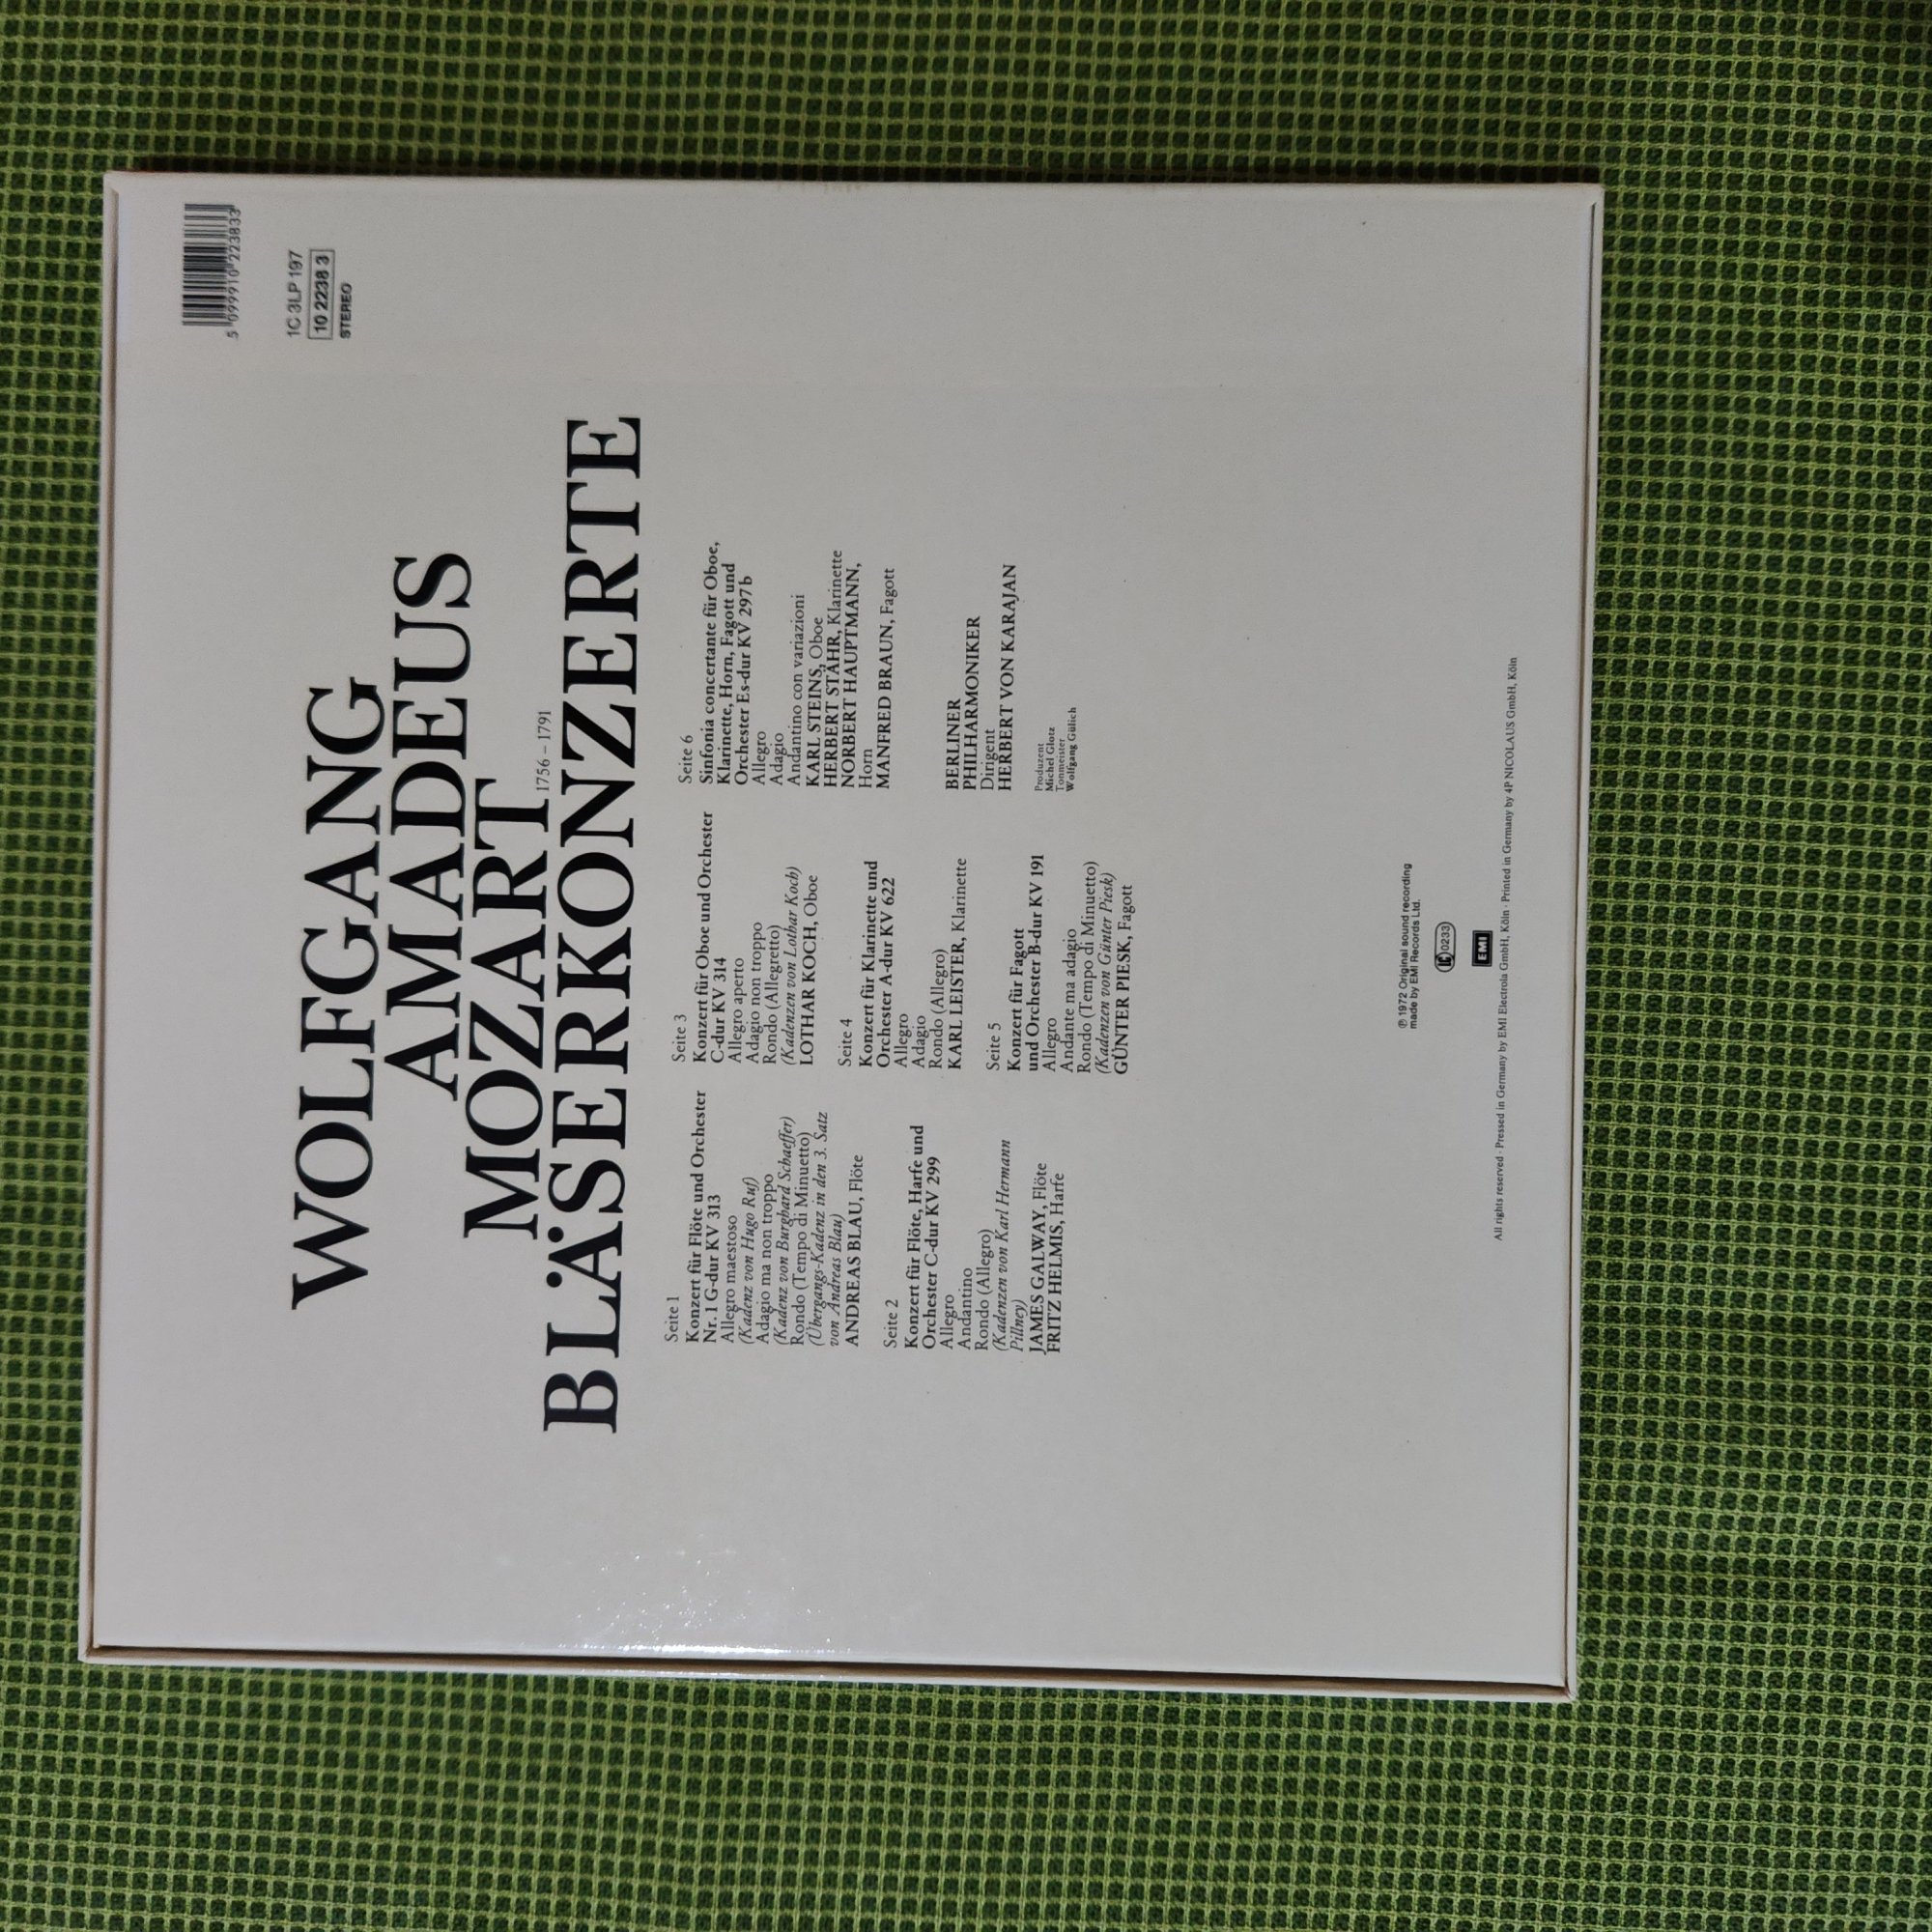 5 099910 223833
1C 3LP 197
10 2238 3
STEREO
WOLFGANG
AMADEUS
MOZART
1756 – 1791
BLÄSERKONZERTE
Seite 1
Konzert für Flöte und Orchester
Nr. 1 G-dur KV 313
Allegro maestoso
(Kadenz von Hugo Ruf)
Adagio ma non troppo
(Kadenz von Burghard Schaeffer)
Rondo (Tempo di Minuetto)
(Übergangs-Kadenz in den 3. Satz
von Andreas Blau)
ANDREAS BLAU, Flöte
Seite 2
Konzert für Flöte, Harfe und
Orchester C-dur KV 299
Allegro
Andantino
Rondo (Allegro)
(Kadenzen von Karl Hermann
Pillney)
JAMES GALWAY, Flöte
FRITZ HELMIS, Harfe
Seite 3
Konzert für Oboe und Orchester
C-dur KV 314
Allegro aperto
Adagio non troppo
Rondo (Allegretto)
(Kadenzen von Lothar Koch)
LOTHAR KOCH, Oboe
Seite 4
Konzert für Klarinette und
Orchester A-dur KV 622
Allegro
Adagio
Rondo (Allegro)
KARL LEISTER, Klarinette
Seite 5
Konzert für Fagott
und Orchester B-dur KV 191
Allegro
Andante ma adagio
Rondo (Tempo di Minuetto)
(Kadenzen von Günter Piesk)
GÜNTER PIESK, Fagott
Seite 6
Sinfonia concertante für Oboe,
Klarinette, Horn, Fagott und
Orchester Es-dur KV 297b
Allegro
Adagio
Andantino con variazioni
KARL STEINS, Oboe
HERBERT STÄHR, Klarinette
NORBERT HAUPTMANN,
Horn
MANFRED BRAUN, Fagott
BERLINER
PHILHARMONIKER
Dirigent
HERBERT VON KARAJAN
Produzent
Michel Glotz
Tonmeister
Wolfgang Gülich
℗ 1972 Original sound recording
made by EMI Records Ltd.
LC 0233
EMI
All rights reserved · Pressed in Germany by EMI Electrola GmbH, Köln · Printed in Germany by 4P NICOLAUS GmbH, Köln